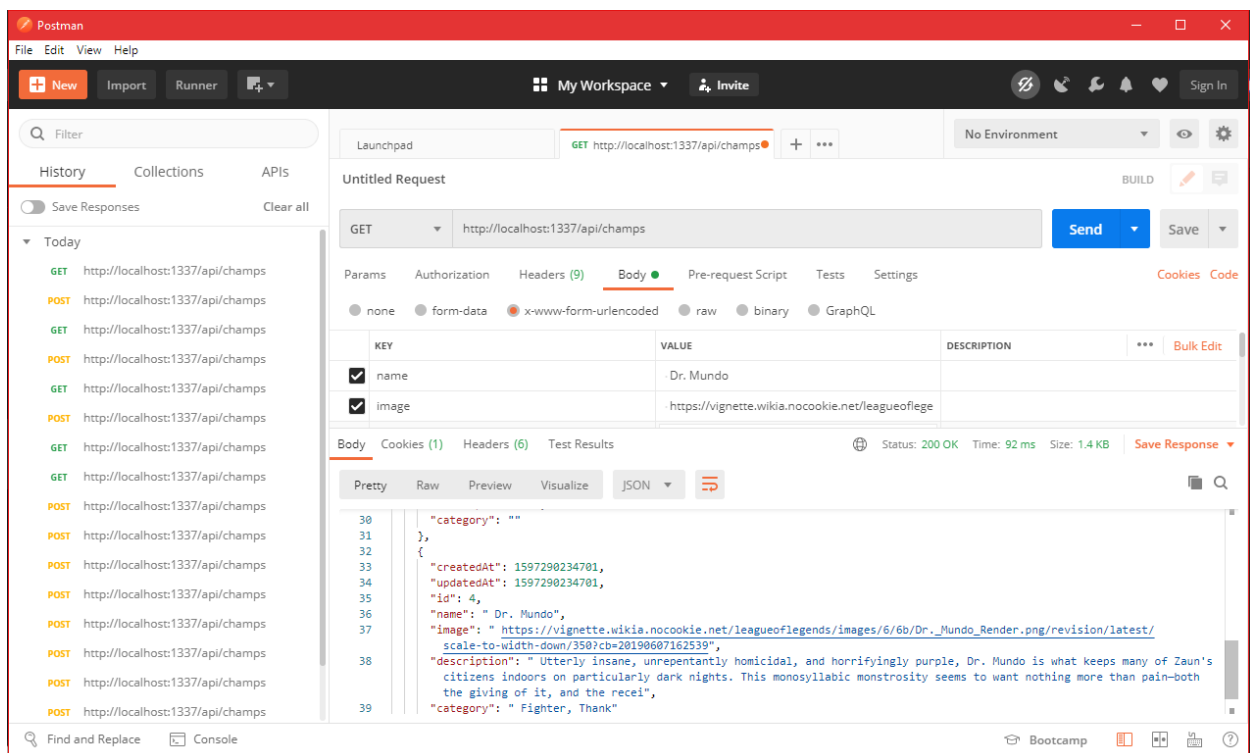 Postman
File Edit View Help
New Import Runner My Workspace Invite Sign In
Filter
History Collections APIs
Save Responses Clear all
Today
GET http://localhost:1337/api/champs
POST http://localhost:1337/api/champs
GET http://localhost:1337/api/champs
POST http://localhost:1337/api/champs
GET http://localhost:1337/api/champs
POST http://localhost:1337/api/champs
GET http://localhost:1337/api/champs
GET http://localhost:1337/api/champs
POST http://localhost:1337/api/champs
POST http://localhost:1337/api/champs
POST http://localhost:1337/api/champs
POST http://localhost:1337/api/champs
POST http://localhost:1337/api/champs
POST http://localhost:1337/api/champs
POST http://localhost:1337/api/champs
POST http://localhost:1337/api/champs
Launchpad GET http://localhost:1337/api/champs + ••• No Environment
Untitled Request BUILD
GET http://localhost:1337/api/champs Send Save
Params Authorization Headers (9) Body Pre-request Script Tests Settings Cookies Code
none form-data x-www-form-urlencoded raw binary GraphQL
KEY VALUE DESCRIPTION ••• Bulk Edit
name Dr. Mundo
image https://vignette.wikia.nocookie.net/leagueoflege
Body Cookies (1) Headers (6) Test Results Status: 200 OK Time: 92 ms Size: 1.4 KB Save Response
Pretty Raw Preview Visualize JSON
30 "category": ""
31 },
32 {
33 "createdAt": 1597290234701,
34 "updatedAt": 1597290234701,
35 "id": 4,
36 "name": " Dr. Mundo",
37 "image": " https://vignette.wikia.nocookie.net/leagueoflegends/images/6/6b/Dr._Mundo_Render.png/revision/latest/
scale-to-width-down/350?cb=20190607162539",
38 "description": " Utterly insane, unrepentantly homicidal, and horrifyingly purple, Dr. Mundo is what keeps many of Zaun's
citizens indoors on particularly dark nights. This monosyllabic monstrosity seems to want nothing more than pain—both
the giving of it, and the recei",
39 "category": " Fighter, Thank"
Find and Replace Console Bootcamp